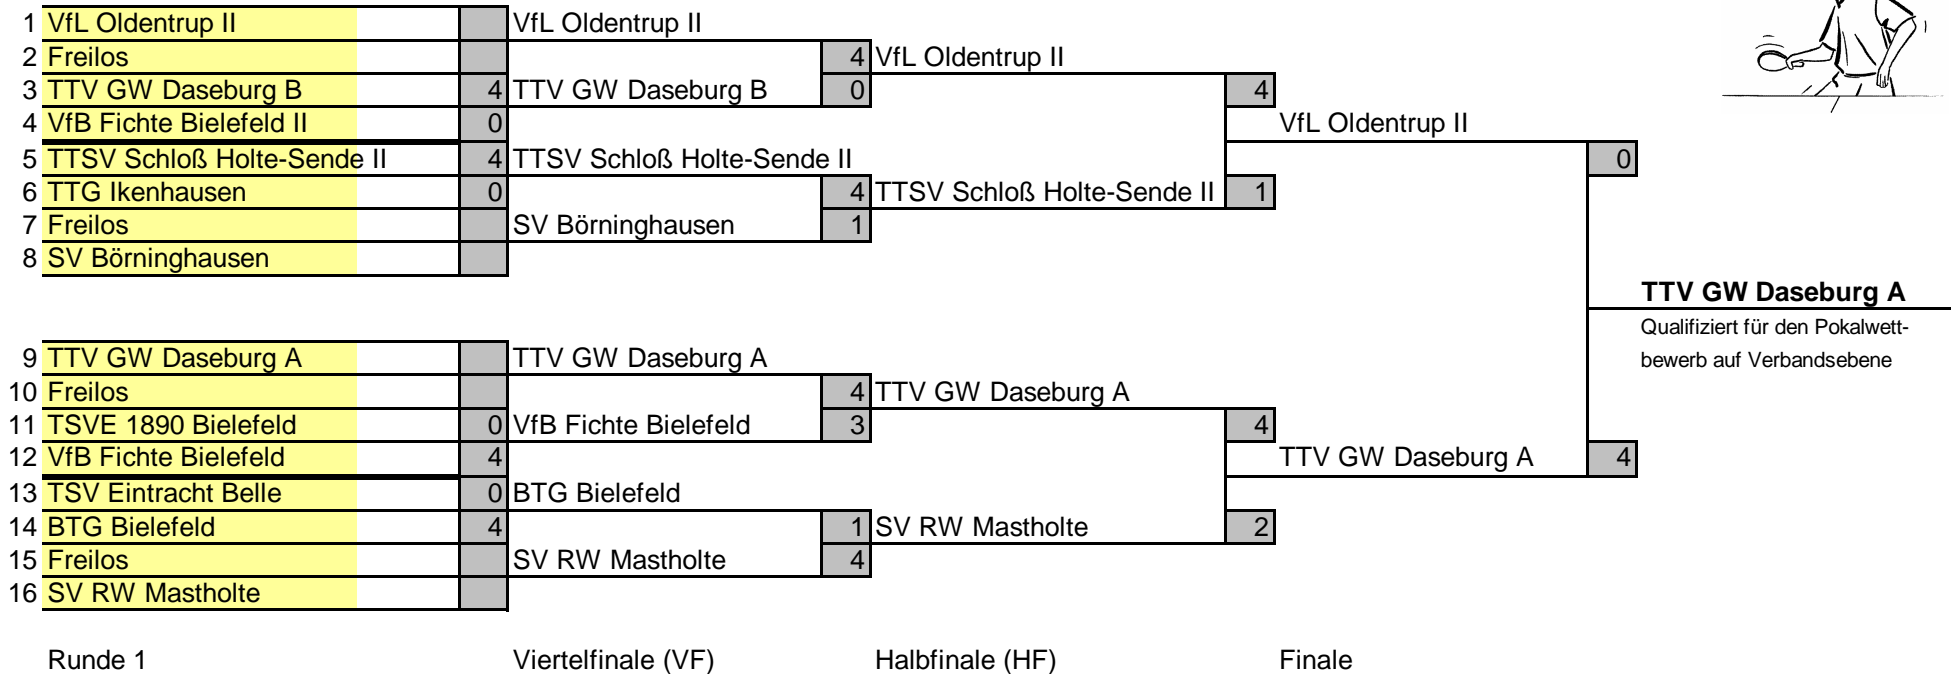 1 VfL Oldentrup II VfL Oldentrup II
2 Freilos 4 VfL Oldentrup II
3 TTV GW Daseburg B 4 TTV GW Daseburg B 0 4
4 VfB Fichte Bielefeld II 0 VfL Oldentrup II
5 TTSV Schloß Holte-Sende II 4 TTSV Schloß Holte-Sende II 0
6 TTG Ikenhausen 0 4 TTSV Schloß Holte-Sende II 1
7 Freilos SV Börninghausen 1
8 SV Börninghausen
TTV GW Daseburg A
Qualifiziert für den Pokalwett-
9 TTV GW Daseburg A TTV GW Daseburg A bewerb auf Verbandsebene
10 Freilos 4 TTV GW Daseburg A
11 TSVE 1890 Bielefeld 0 VfB Fichte Bielefeld 3 4
12 VfB Fichte Bielefeld 4 TTV GW Daseburg A 4
13 TSV Eintracht Belle 0 BTG Bielefeld
14 BTG Bielefeld 4 1 SV RW Mastholte 2
15 Freilos SV RW Mastholte 4
16 SV RW Mastholte
Runde 1 Viertelfinale (VF) Halbfinale (HF) Finale